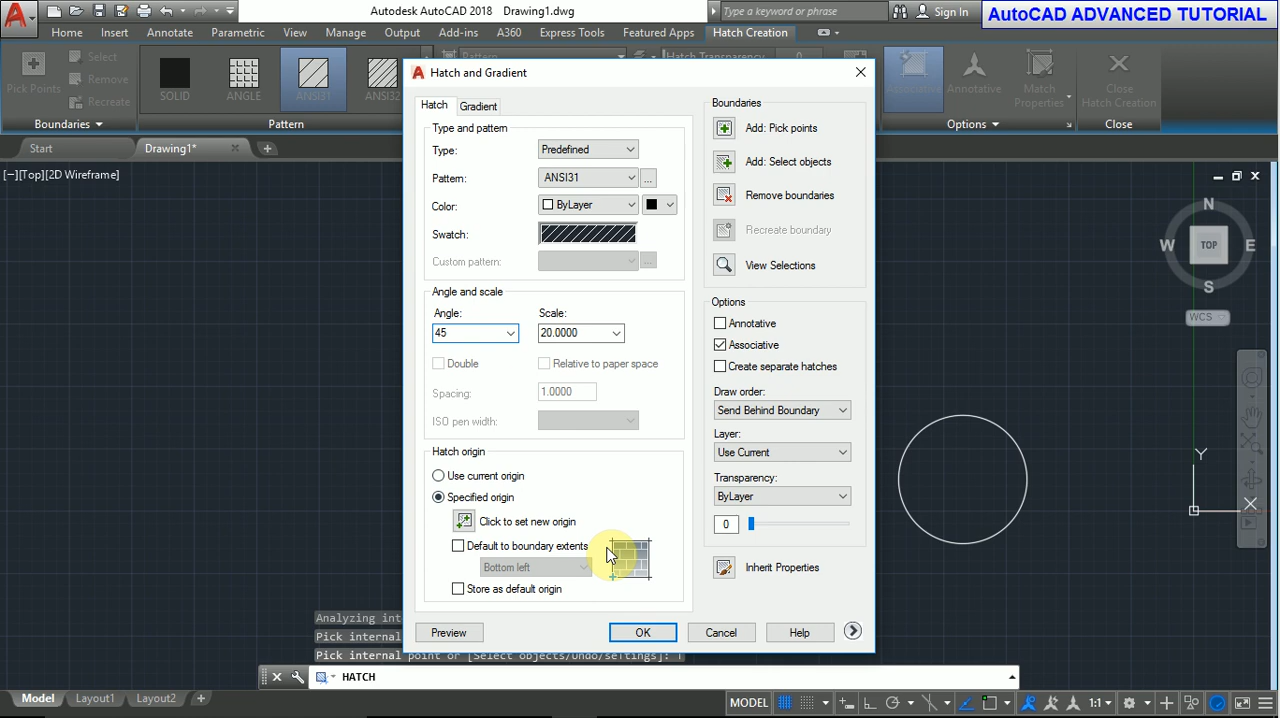 Autodesk AutoCAD 2018 Drawing1.dwg
Type a keyword or phrase
Sign In
AutoCAD ADVANCED TUTORIAL
Home Insert Annotate Parametric View Manage Output Add-ins A360 Express Tools Featured Apps Hatch Creation
Pick Points
Select
Remove
Recreate
Boundaries
SOLID
ANGLE
ANSI31
ANSI32
Pattern
Pattern
Hatch Transparency 0
Associative
Annotative
Match
Properties
Options
Close
Hatch Creation
Close
Start
Drawing1*
[−][Top][2D Wireframe]
Hatch and Gradient
Hatch
Gradient
Type and pattern
Type: Predefined
Pattern: ANSI31 ...
Color: ByLayer
Swatch:
Custom pattern: ...
Angle and scale
Angle: Scale:
45 20.0000
Double Relative to paper space
Spacing: 1.0000
ISO pen width:
Hatch origin
Use current origin
Specified origin
Click to set new origin
Default to boundary extents
Bottom left
Store as default origin
Boundaries
Add: Pick points
Add: Select objects
Remove boundaries
Recreate boundary
View Selections
Options
Annotative
Associative
Create separate hatches
Draw order:
Send Behind Boundary
Layer:
Use Current
Transparency:
ByLayer
0
Inherit Properties
Preview OK Cancel Help
N
W TOP E
S
WCS
Y
X
Analyzing int
Pick internal
Pick internal point or [Select objects/Undo/seTtings]:
HATCH
Model Layout1 Layout2
MODEL
1:1